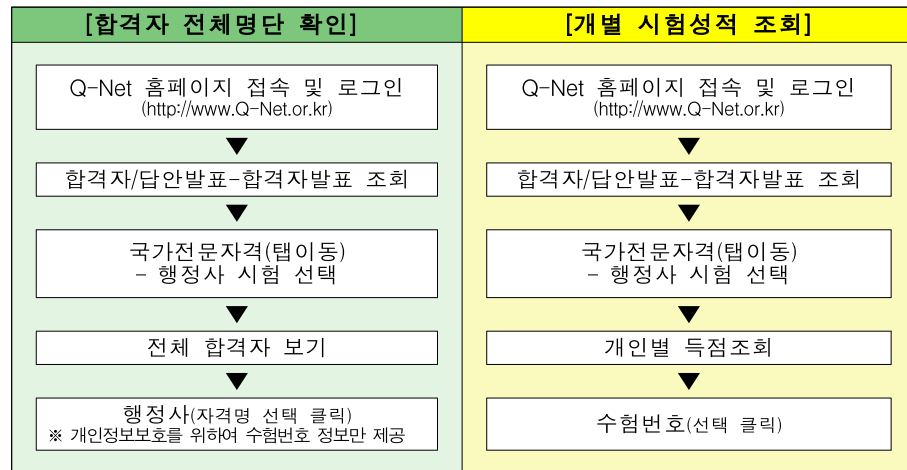 [합격자 전체명단 확인]
Q-Net 홈페이지 접속 및 로그인
(http://www.Q-Net.or.kr)
▼
합격자/답안발표-합격자발표 조회
▼
국가전문자격(탭이동)
- 행정사 시험 선택
▼
전체 합격자 보기
▼
행정사(자격명 선택 클릭)
※ 개인정보보호를 위하여 수험번호 정보만 제공
[개별 시험성적 조회]
Q-Net 홈페이지 접속 및 로그인
(http://www.Q-Net.or.kr)
▼
합격자/답안발표-합격자발표 조회
▼
국가전문자격(탭이동)
- 행정사 시험 선택
▼
개인별 득점조회
▼
수험번호(선택 클릭)